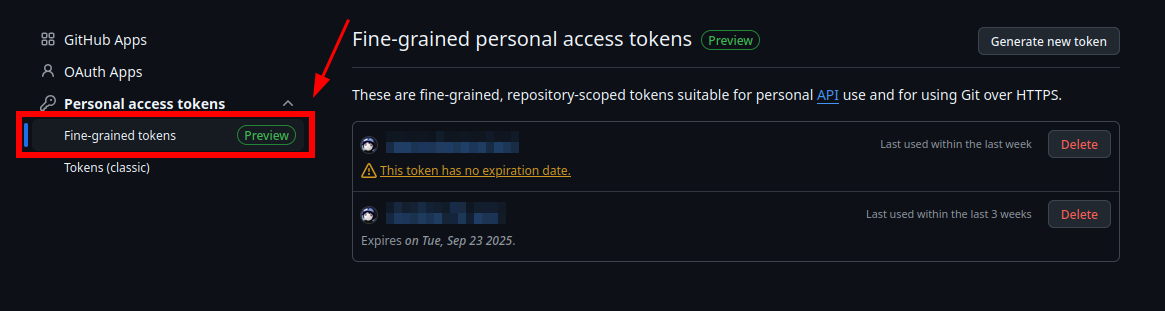 GitHub Apps
OAuth Apps
Personal access tokens
Fine-grained tokens Preview
Tokens (classic)
Fine-grained personal access tokens Preview
Generate new token
These are fine-grained, repository-scoped tokens suitable for personal API use and for using Git over HTTPS.
Last used within the last week Delete
This token has no expiration date.
Last used within the last 3 weeks Delete
Expires on Tue, Sep 23 2025.